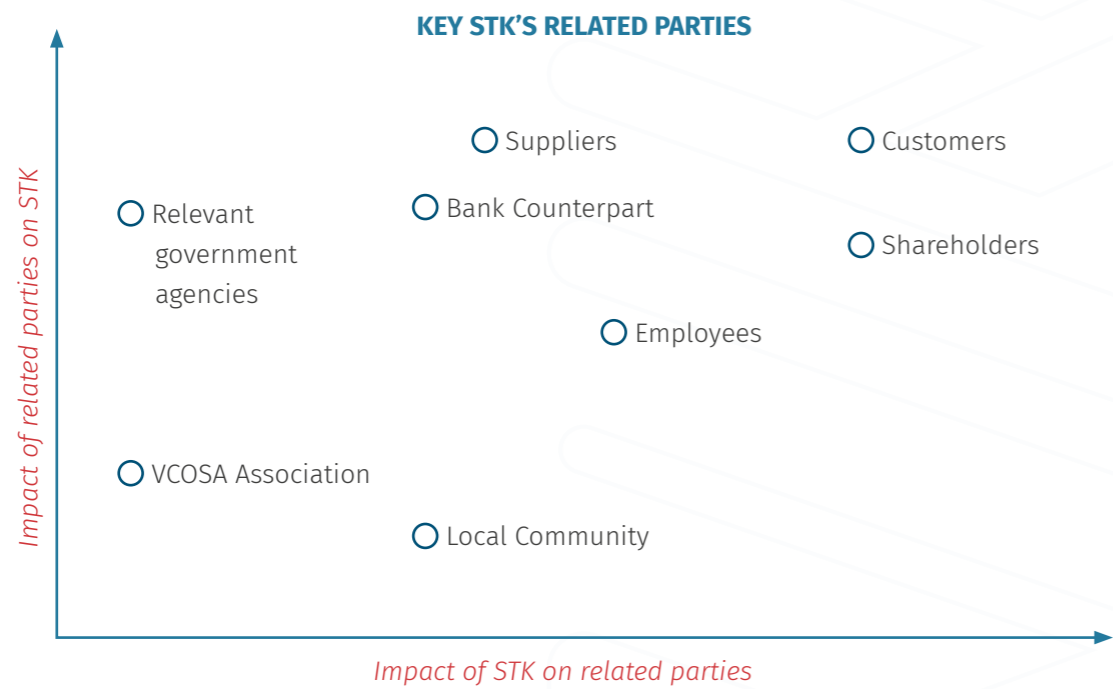 KEY STK'S RELATED PARTIES
Impact of related parties on STK
Suppliers
Customers
Relevant
government
agencies
Bank Counterpart
Shareholders
Employees
VCOSA Association
Local Community
Impact of STK on related parties